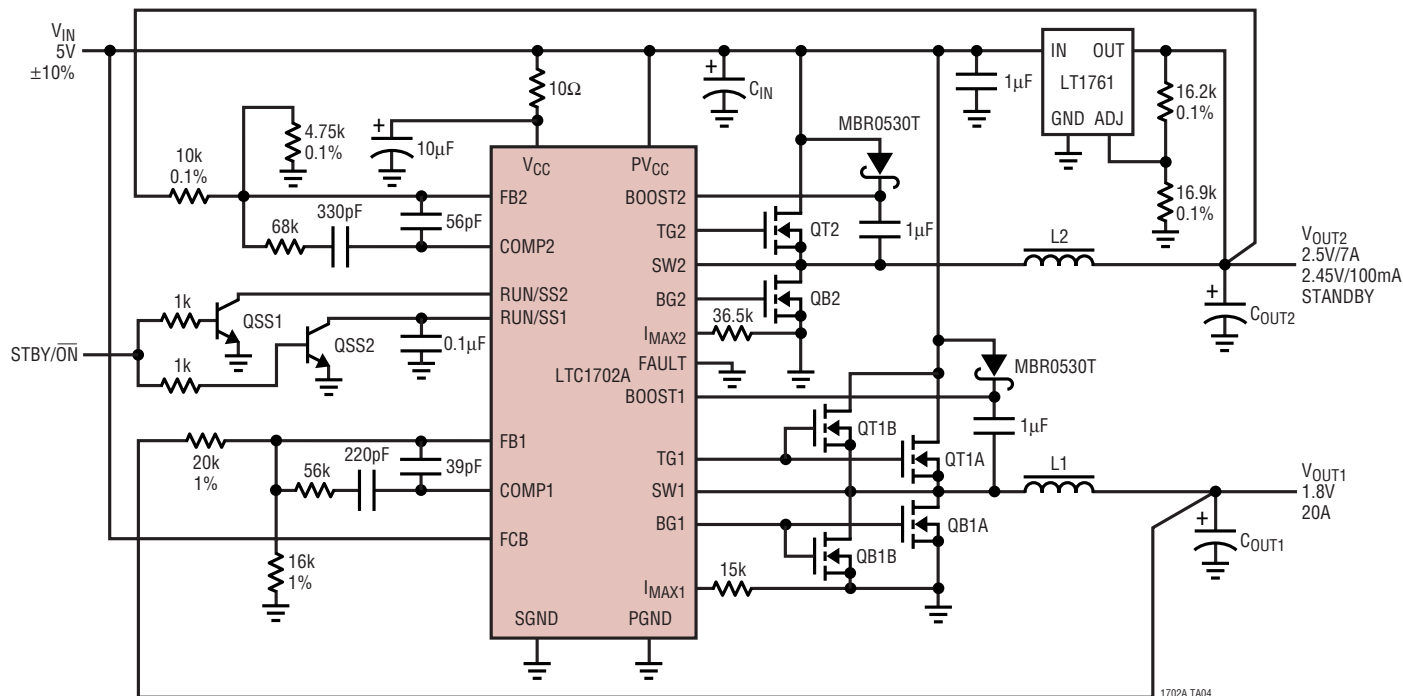 VIN
5V
±10%
10Ω
10µF
+
CIN
+
1µF
IN OUT
LT1761
GND ADJ
16.2k
0.1%
16.9k
0.1%
MBR0530T
4.75k
0.1%
10k
0.1%
330pF
68k
56pF
VCC
PVCC
FB2
COMP2
RUN/SS2
RUN/SS1
LTC1702A
FB1
COMP1
FCB
SGND
PGND
BOOST2
TG2
SW2
BG2
IMAX2
FAULT
BOOST1
TG1
SW1
BG1
IMAX1
QT2
1µF
QB2
36.5k
L2
VOUT2
2.5V/7A
2.45V/100mA
STANDBY
+
COUT2
1k
QSS1
STBY/ON
1k
QSS2
0.1µF
MBR0530T
1µF
QT1B
QT1A
QB1A
QB1B
15k
L1
VOUT1
1.8V
20A
+
COUT1
20k
1%
220pF
56k
39pF
16k
1%
1702A TA04